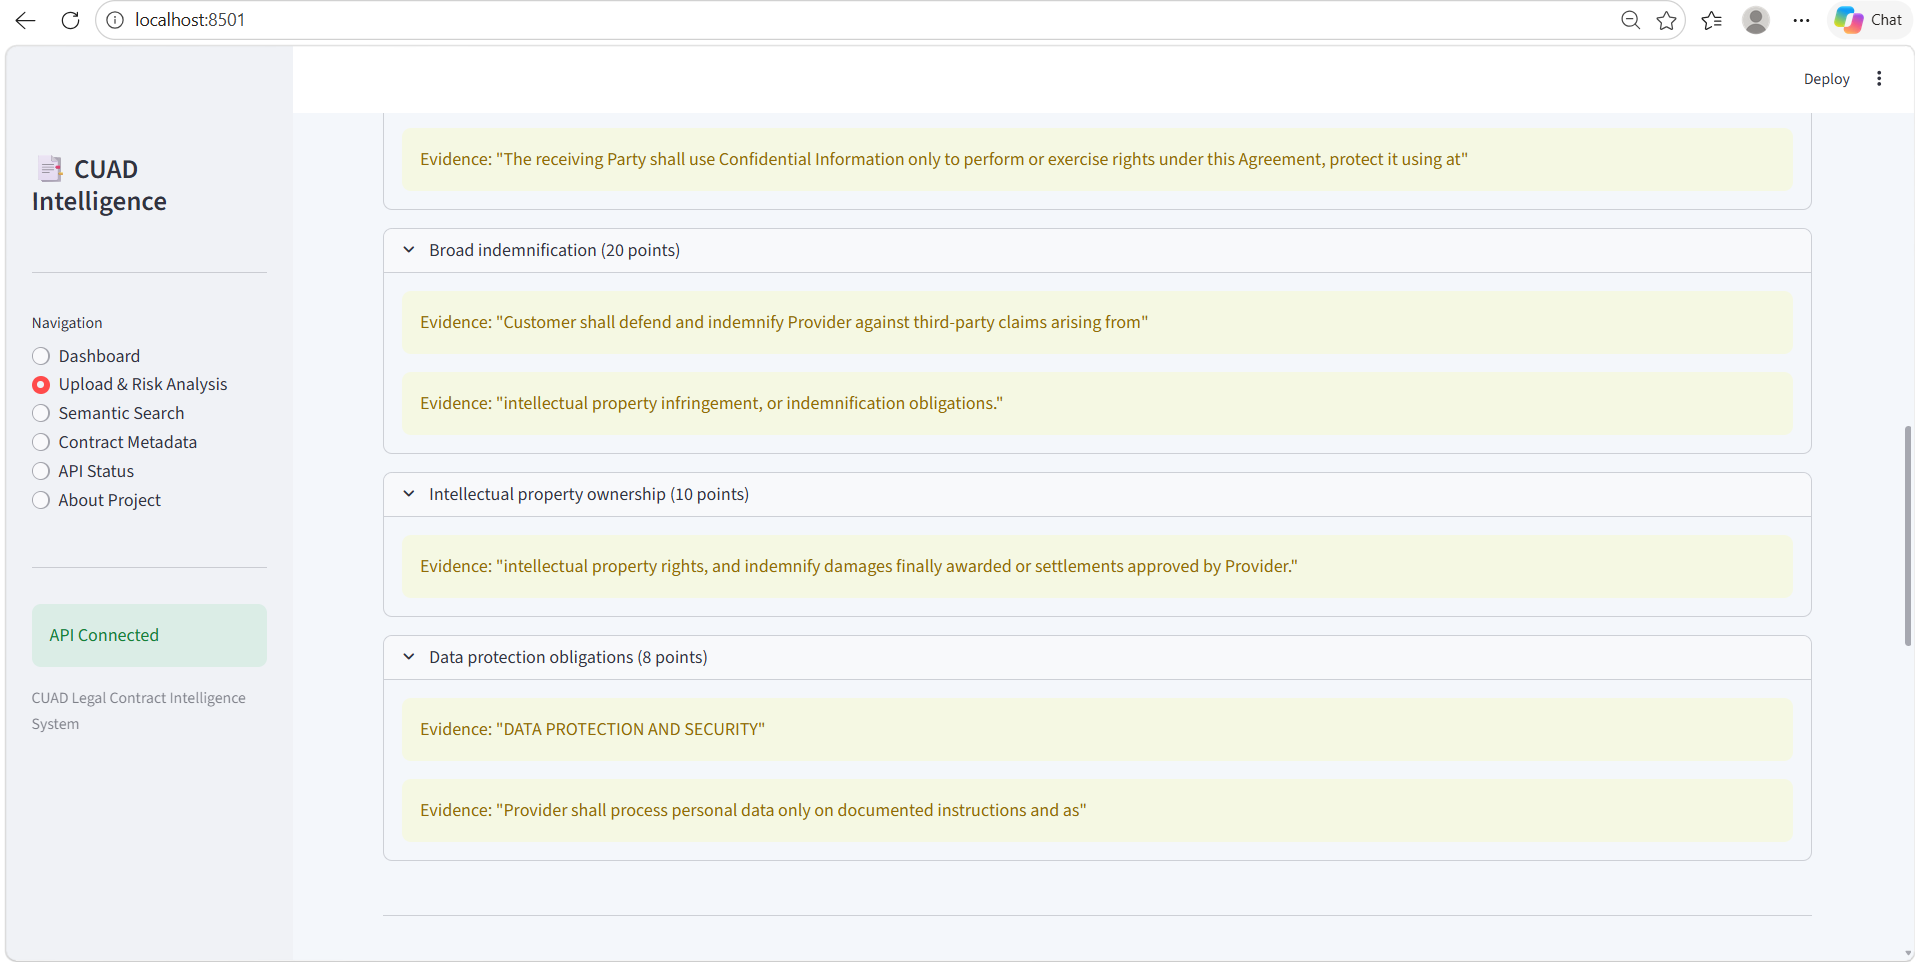 localhost:8501
Chat
Deploy
CUAD
Intelligence
Navigation
Dashboard
Upload & Risk Analysis
Semantic Search
Contract Metadata
API Status
About Project
API Connected
CUAD Legal Contract Intelligence
System
Evidence: "The receiving Party shall use Confidential Information only to perform or exercise rights under this Agreement, protect it using at"
Broad indemnification (20 points)
Evidence: "Customer shall defend and indemnify Provider against third-party claims arising from"
Evidence: "intellectual property infringement, or indemnification obligations."
Intellectual property ownership (10 points)
Evidence: "intellectual property rights, and indemnify damages finally awarded or settlements approved by Provider."
Data protection obligations (8 points)
Evidence: "DATA PROTECTION AND SECURITY"
Evidence: "Provider shall process personal data only on documented instructions and as"